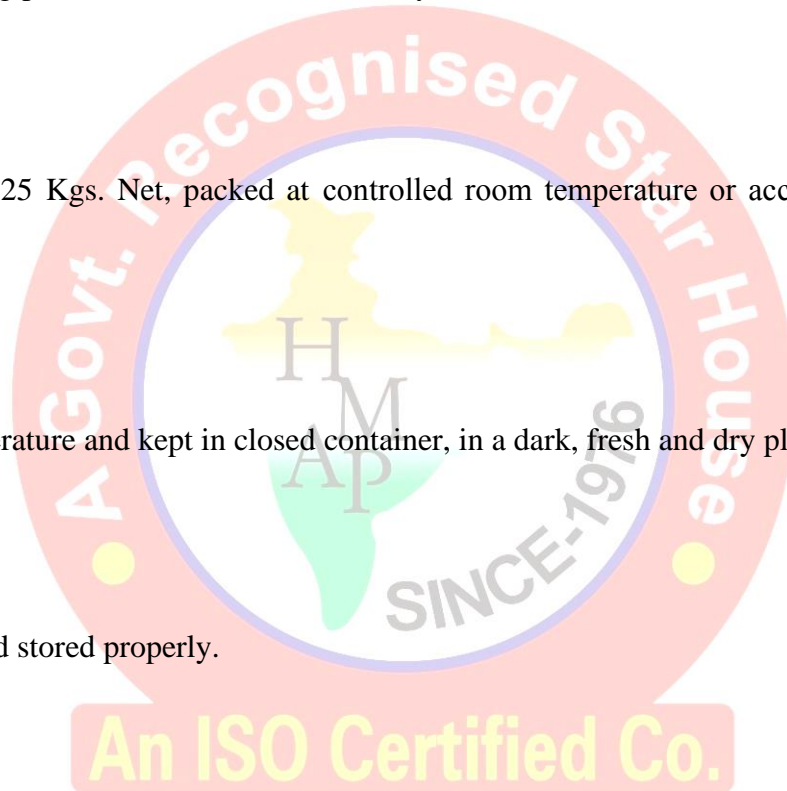 A Govt. Recognised Star House
25 Kgs. Net, packed at controlled room temperature or acc
H
M
AP
erature and kept in closed container, in a dark, fresh and dry pl
SINCE-1976
d stored properly.
An ISO Certified Co.